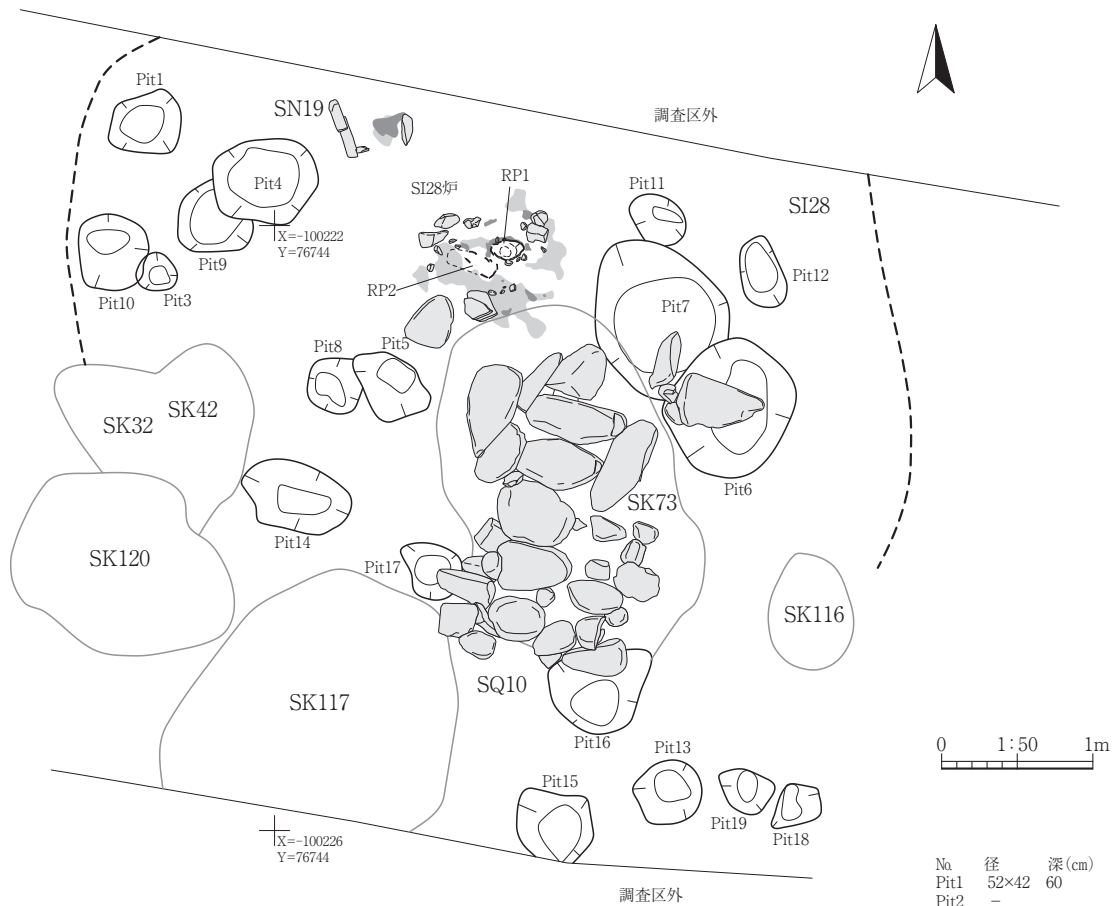 Pit1
SN19
調査区外
SI28炉
RP1
Pit11
SI28
Pit4
X=-100222
Y=76744
Pit9
Pit10
Pit3
RP2
Pit12
Pit7
Pit8
Pit5
SK32
SK42
SK73
Pit6
Pit14
SK120
Pit17
SK116
SQ10
SK117
Pit16
0 1:50 1m
Pit13
Pit15
Pit19
Pit18
X=-100226
Y=76744
調査区外
№ 径 深(cm)
Pit1 52×42 60
Pit2 −